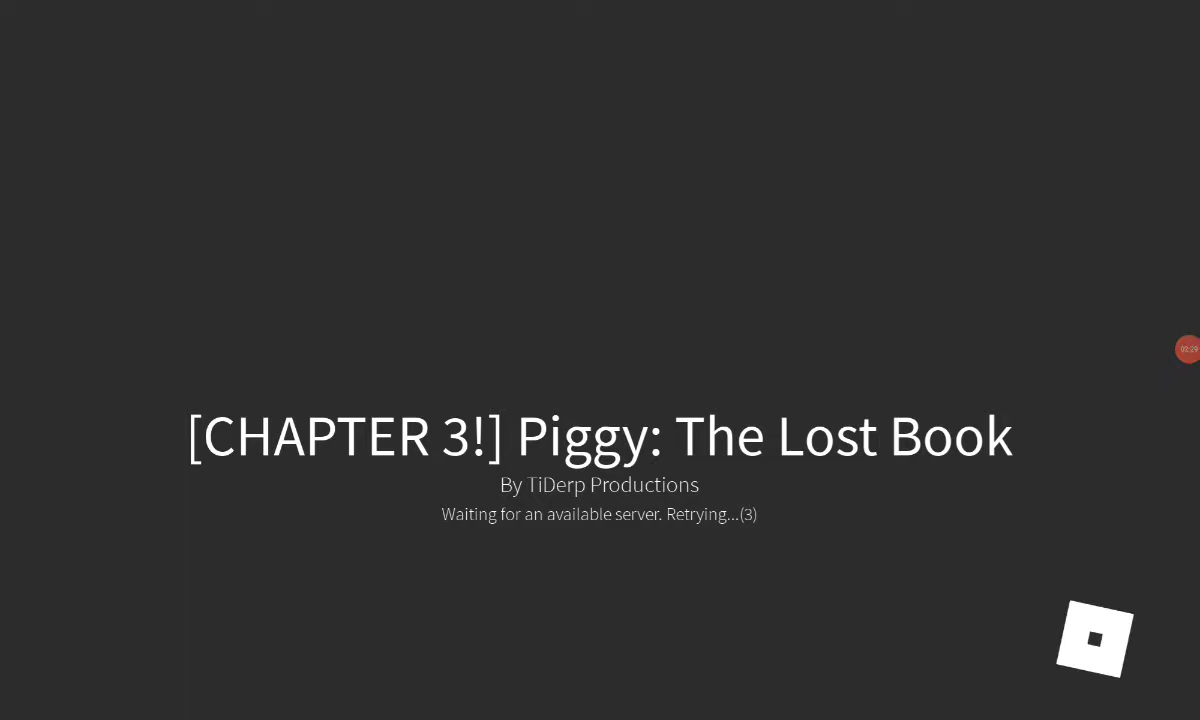 [CHAPTER 3!] Piggy: The Lost Book
By TiDerp Productions
Waiting for an available server. Retrying...(3)